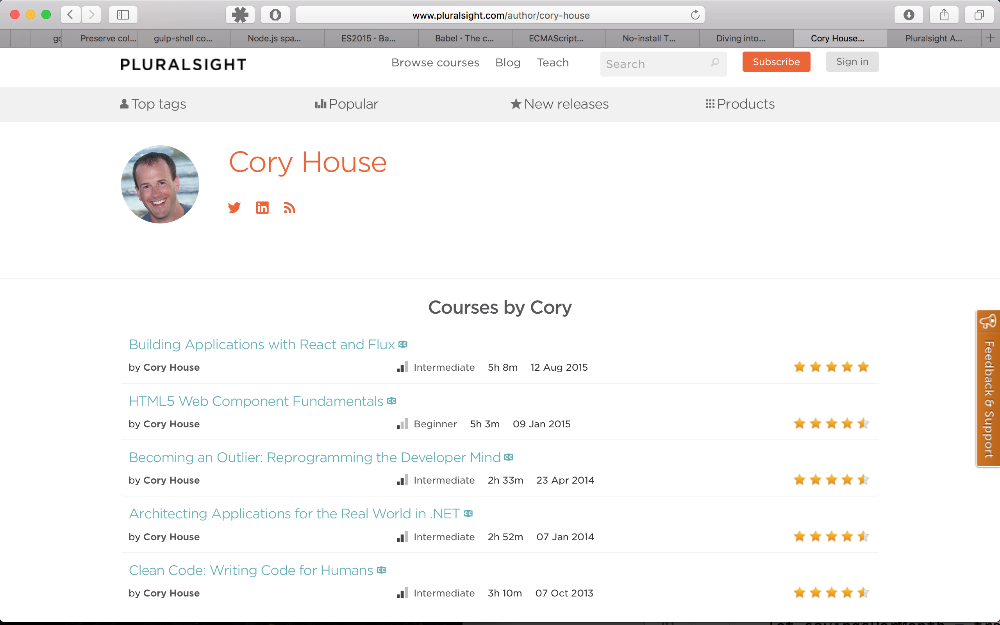 www.pluralsight.com/author/cory-house
Preserve col... gulp-shell co... Node.js spa... ES2015 · Ba... Babel · The c... ECMAScript... No-install T... Diving into... Cory House... Pluralsight A...
PLURALSIGHT Browse courses Blog Teach Search Subscribe Sign in
Top tags Popular New releases Products
Cory House
in
Courses by Cory
Building Applications with React and Flux CC
by Cory House Intermediate 5h 8m 12 Aug 2015
HTML5 Web Component Fundamentals CC
by Cory House Beginner 5h 3m 09 Jan 2015
Becoming an Outlier: Reprogramming the Developer Mind CC
by Cory House Intermediate 2h 33m 23 Apr 2014
Architecting Applications for the Real World in .NET CC
by Cory House Intermediate 2h 52m 07 Jan 2014
Clean Code: Writing Code for Humans CC
by Cory House Intermediate 3h 10m 07 Oct 2013
Feedback & Support